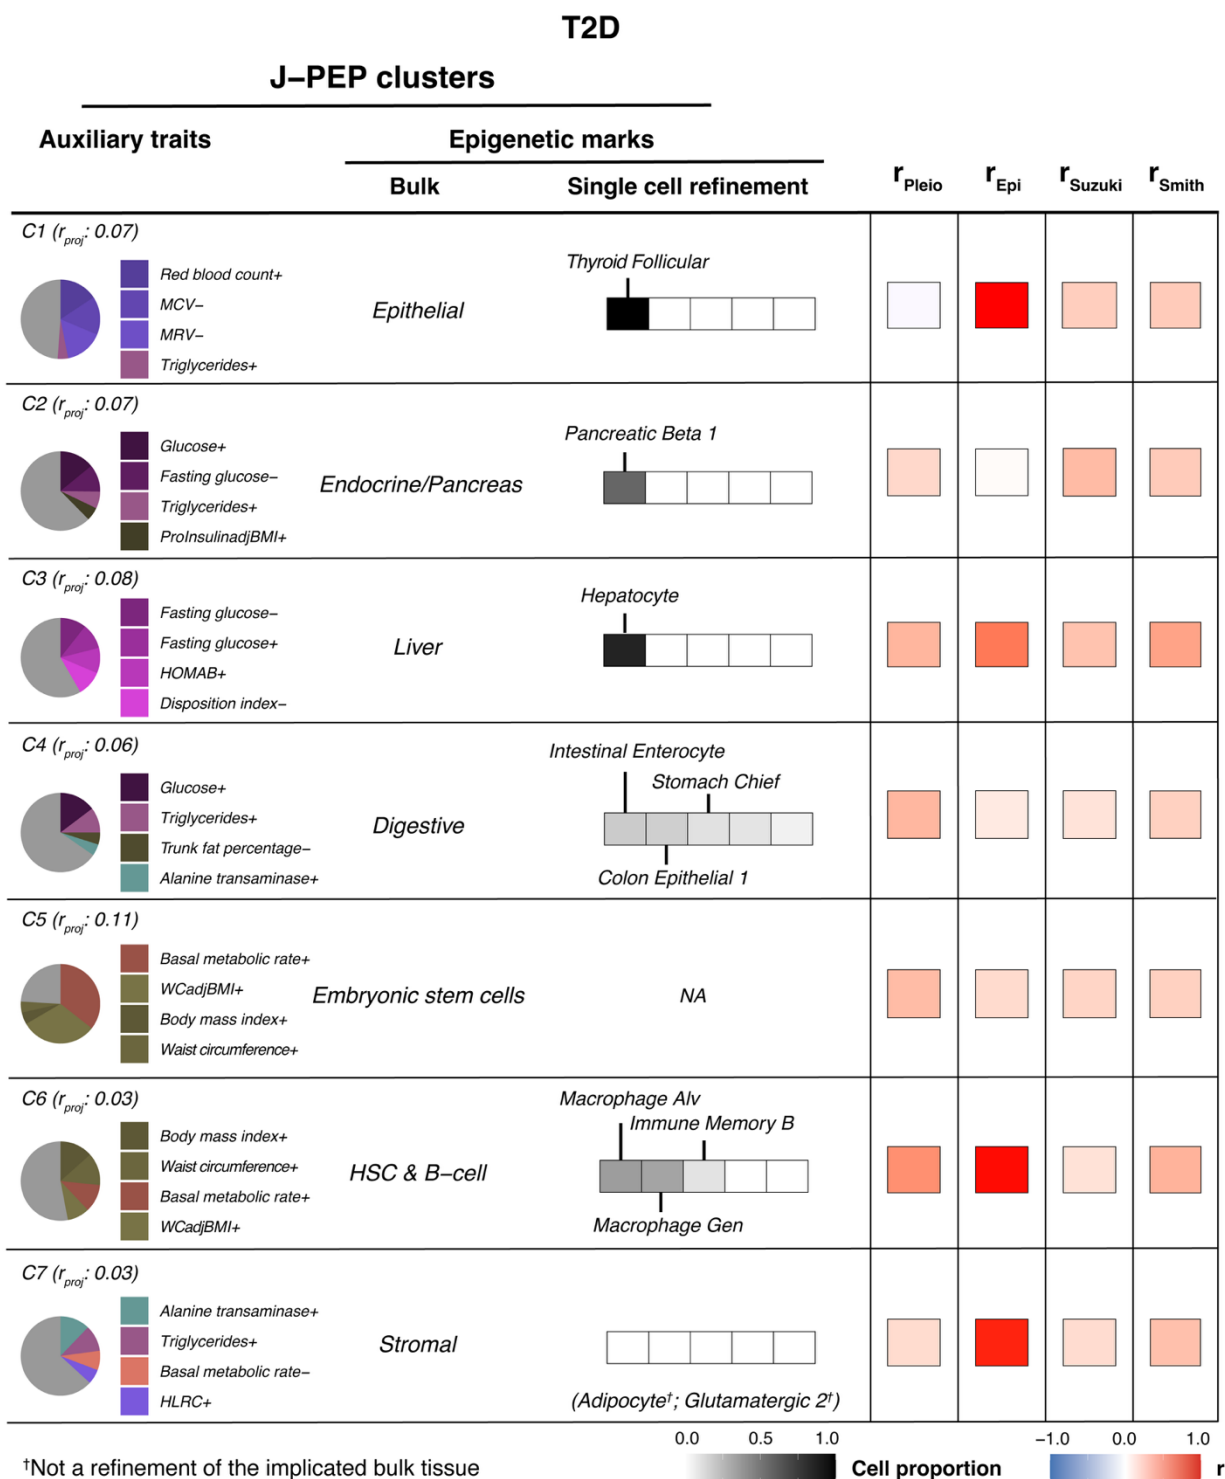 T2D
J–PEP clusters
Auxiliary traits
Epigenetic marks
Bulk
Single cell refinement
rPleio
rEpi
rSuzuki
rSmith
C1 (rproj: 0.07)
Red blood count+
MCV–
MRV–
Triglycerides+
Epithelial
Thyroid Follicular
C2 (rproj: 0.07)
Glucose+
Fasting glucose–
Triglycerides+
ProInsulinadjBMI+
Endocrine/Pancreas
Pancreatic Beta 1
C3 (rproj: 0.08)
Fasting glucose–
Fasting glucose+
HOMAB+
Disposition index–
Liver
Hepatocyte
C4 (rproj: 0.06)
Glucose+
Triglycerides+
Trunk fat percentage–
Alanine transaminase+
Digestive
Intestinal Enterocyte
Stomach Chief
Colon Epithelial 1
C5 (rproj: 0.11)
Basal metabolic rate+
WCadjBMI+
Body mass index+
Waist circumference+
Embryonic stem cells
NA
C6 (rproj: 0.03)
Body mass index+
Waist circumference+
Basal metabolic rate+
WCadjBMI+
HSC & B–cell
Macrophage Alv
Immune Memory B
Macrophage Gen
C7 (rproj: 0.03)
Alanine transaminase+
Triglycerides+
Basal metabolic rate–
HLRC+
Stromal
(Adipocyte†; Glutamatergic 2†)
†Not a refinement of the implicated bulk tissue
0.0 0.5 1.0
Cell proportion
−1.0 0.0 1.0
r